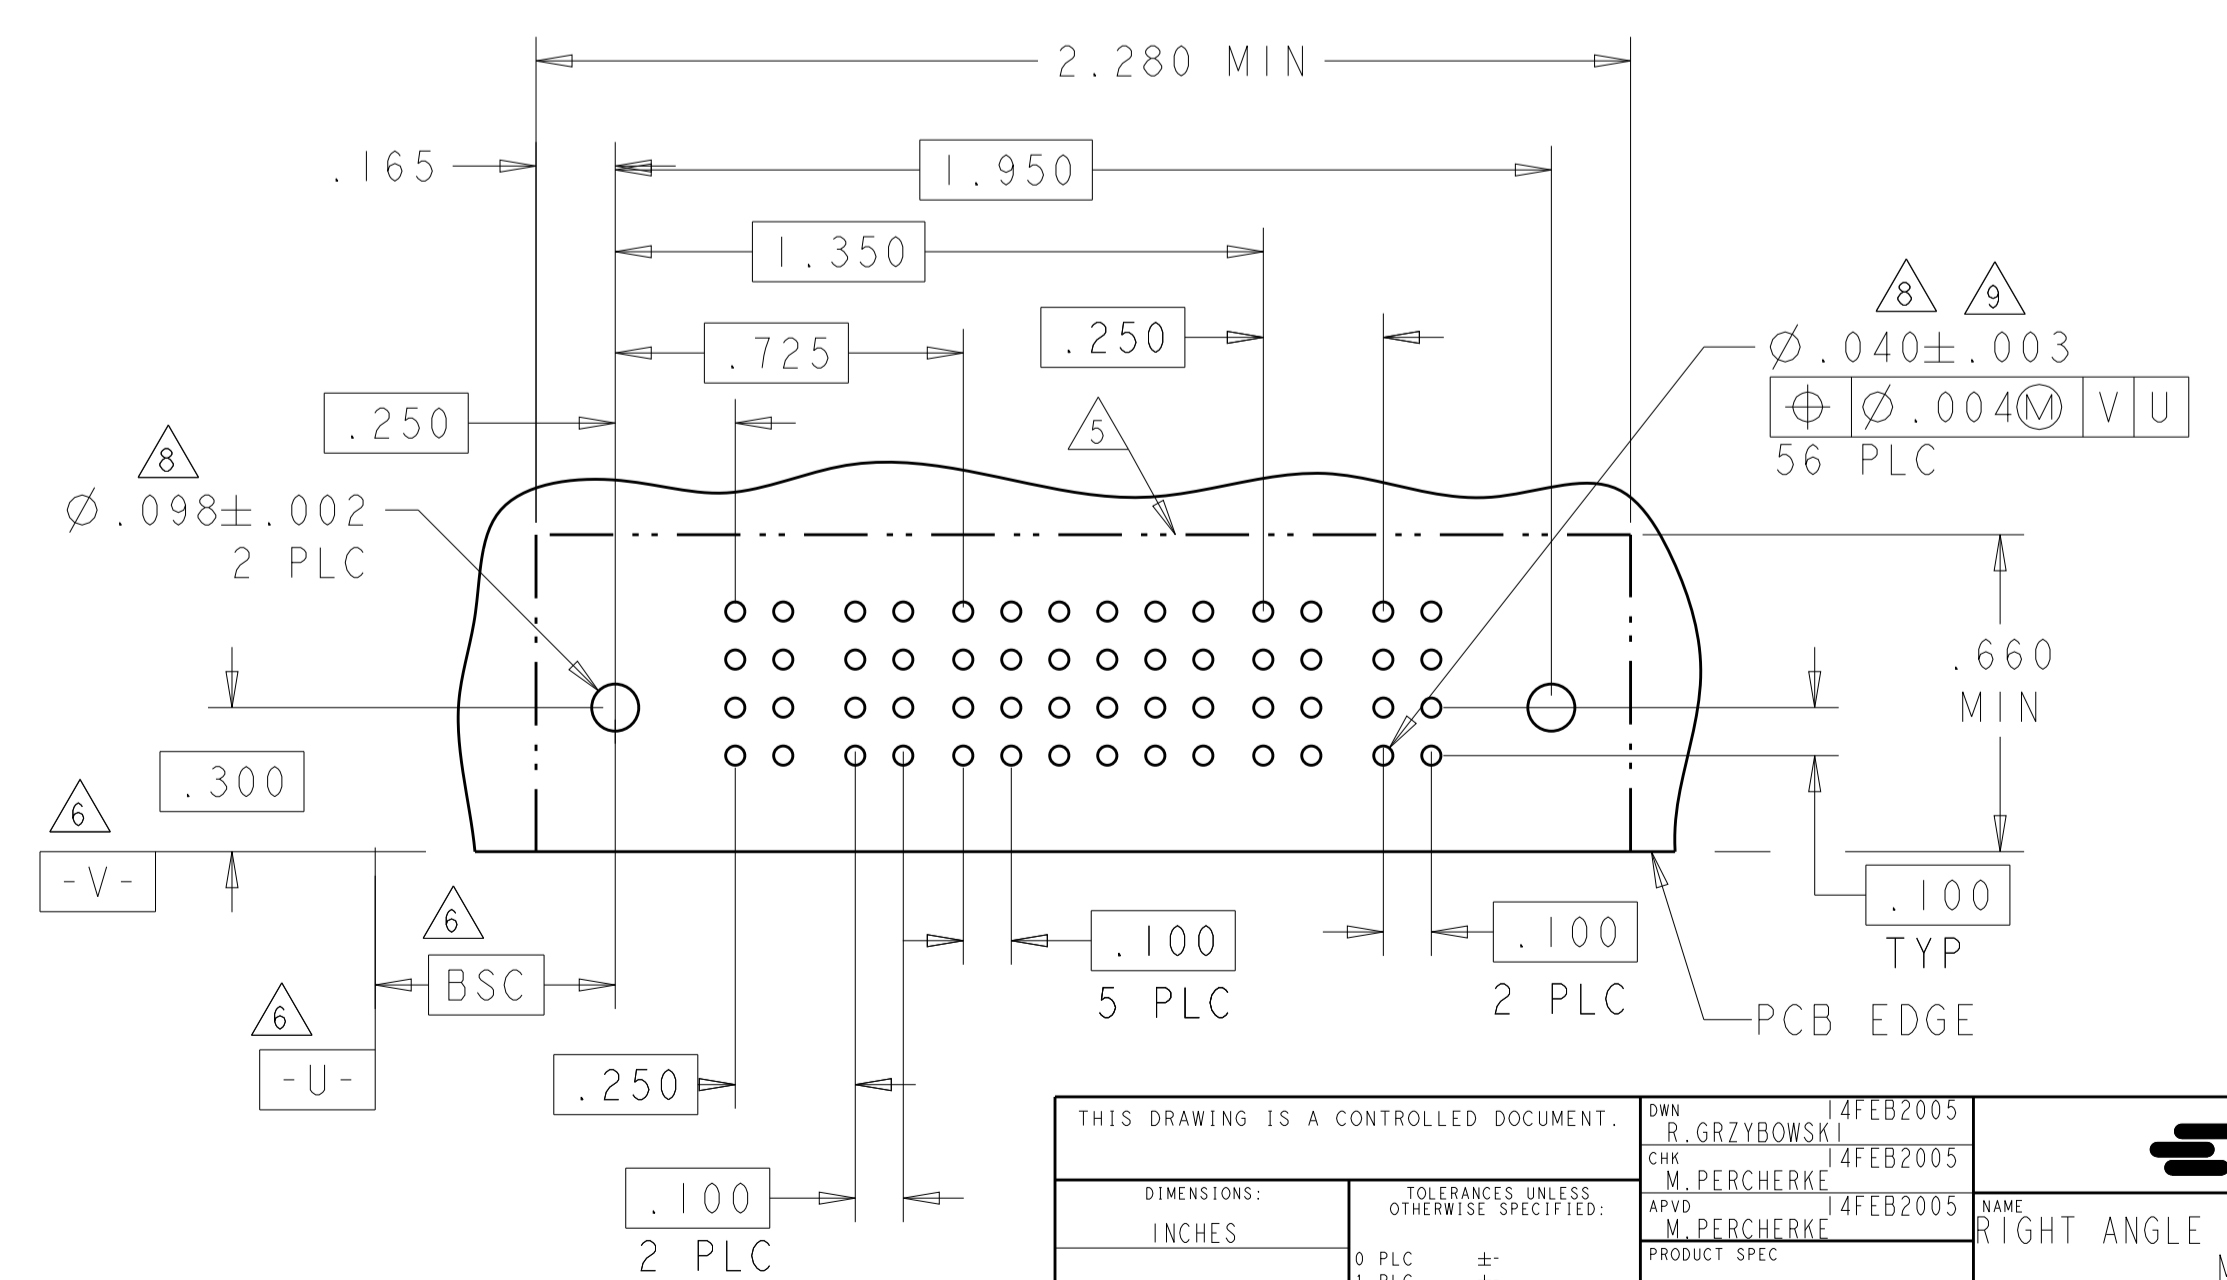 2.280 MIN
.165
1.950
1.350
.725
.250
.250
8
9
Ø.040±.003
Ø.004Ⓜ V U
56 PLC
5
8
Ø.098±.002
2 PLC
.660
MIN
.300
6
-V-
6
BSC
6
-U-
.100
5 PLC
.100
2 PLC
.100
TYP
PCB EDGE
.250
.100
2 PLC
THIS DRAWING IS A CONTROLLED DOCUMENT.
DIMENSIONS:
INCHES
TOLERANCES UNLESS
OTHERWISE SPECIFIED:
0 PLC ±-
1 PLC
DWN 14FEB2005
R.GRZYBOWSKI
CHK 14FEB2005
M.PERCHERKE
APVD 14FEB2005
M.PERCHERKE
PRODUCT SPEC
NAME
RIGHT ANGLE